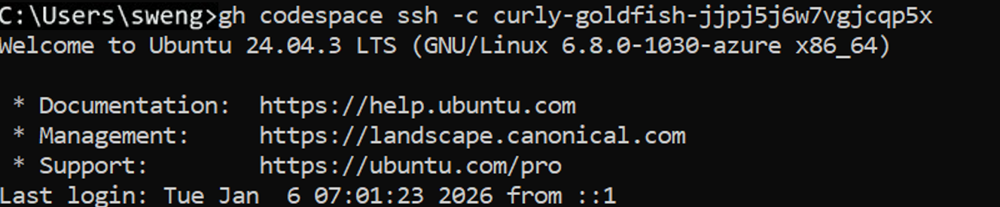 C:\Users\sweng>gh codespace ssh -c curly-goldfish-jjpj5j6w7vgjcqp5x
Welcome to Ubuntu 24.04.3 LTS (GNU/Linux 6.8.0-1030-azure x86_64)

 * Documentation:  https://help.ubuntu.com
 * Management:     https://landscape.canonical.com
 * Support:        https://ubuntu.com/pro
Last login: Tue Jan  6 07:01:23 2026 from ::1